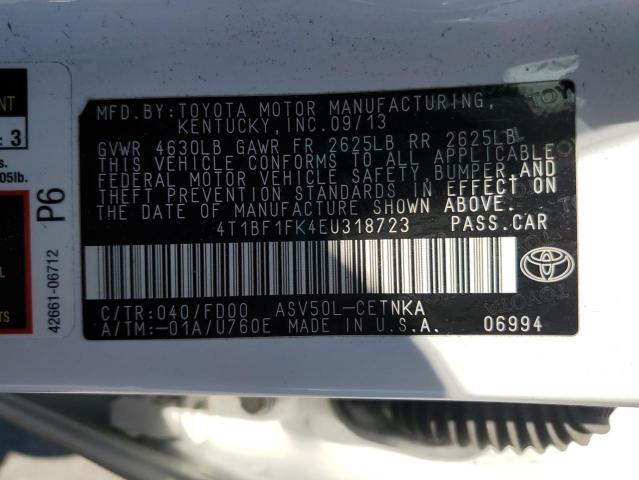 MFD.BY:TOYOTA MOTOR MANUFACTURING,
KENTUCKY, INC.09/13
GVWR 4630LB GAWR FR 2625LB RR 2625LB
THIS VEHICLE CONFORMS TO ALL APPLICABLE
FEDERAL MOTOR VEHICLE SAFETY, BUMPER,AND
THEFT PREVENTION STANDARDS IN EFFECT ON
THE DATE OF MANUFACTURE SHOWN ABOVE.
4T1BF1FK4EU318723 PASS.CAR
C/TR:040/FD00 ASV50L-CETNKA
A/TM:-01A/U760E MADE IN U.S.A. 06994
TOYOTA
P6
42661-06712
: 3
05lb.